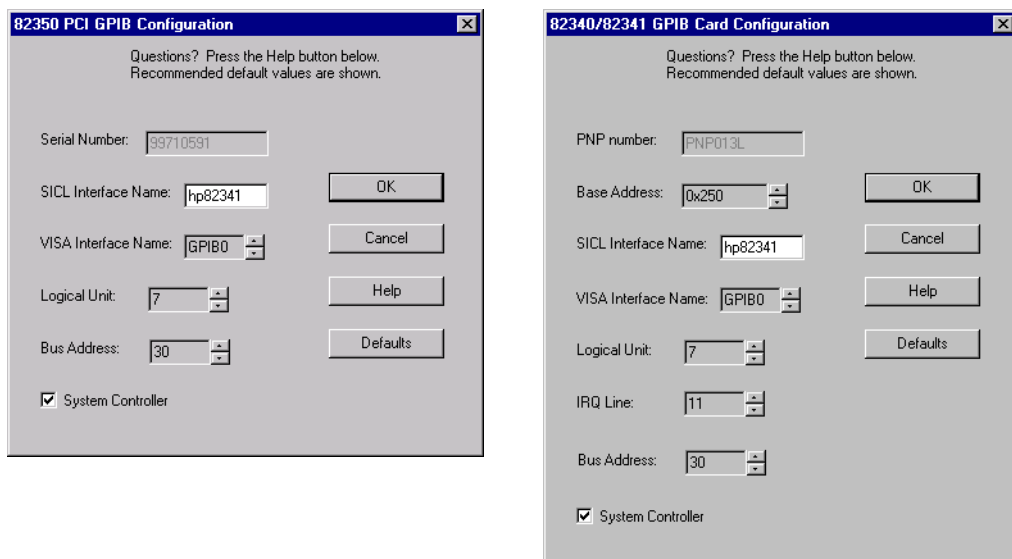 82350 PCI GPIB Configuration
Questions? Press the Help button below.
Recommended default values are shown.
Serial Number: 99710591
SICL Interface Name: hp82341
OK
VISA Interface Name: GPIB0
Cancel
Logical Unit: 7
Help
Bus Address: 30
Defaults
System Controller
82340/82341 GPIB Card Configuration
Questions? Press the Help button below.
Recommended default values are shown.
PNP number: PNP013L
Base Address: 0x250
OK
SICL Interface Name: hp82341
Cancel
VISA Interface Name: GPIB0
Help
Logical Unit: 7
Defaults
IRQ Line: 11
Bus Address: 30
System Controller